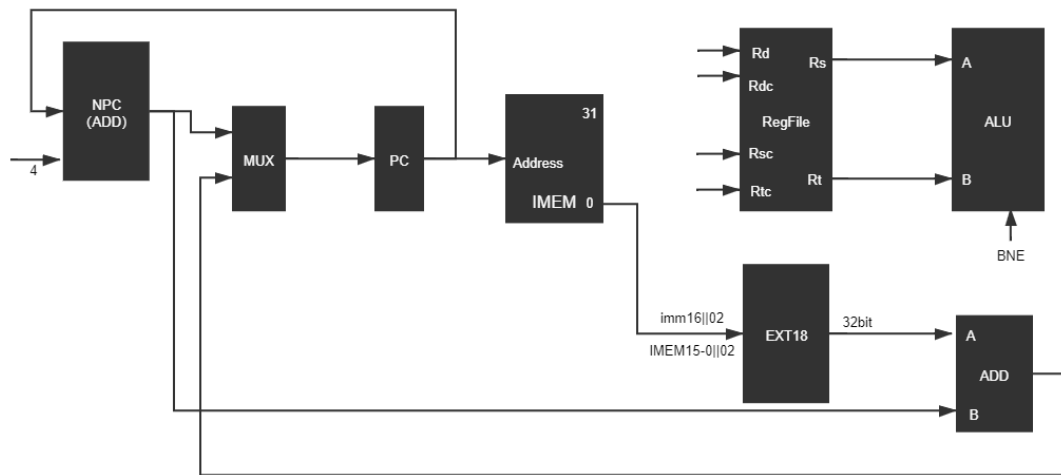 NPC
(ADD)
4
MUX
PC
31
Address
IMEM 0
Rd
Rs
Rdc
RegFile
Rsc
Rtc
Rt
A
ALU
B
BNE
imm16||02
IMEM15-0||02
EXT18
32bit
A
ADD
B